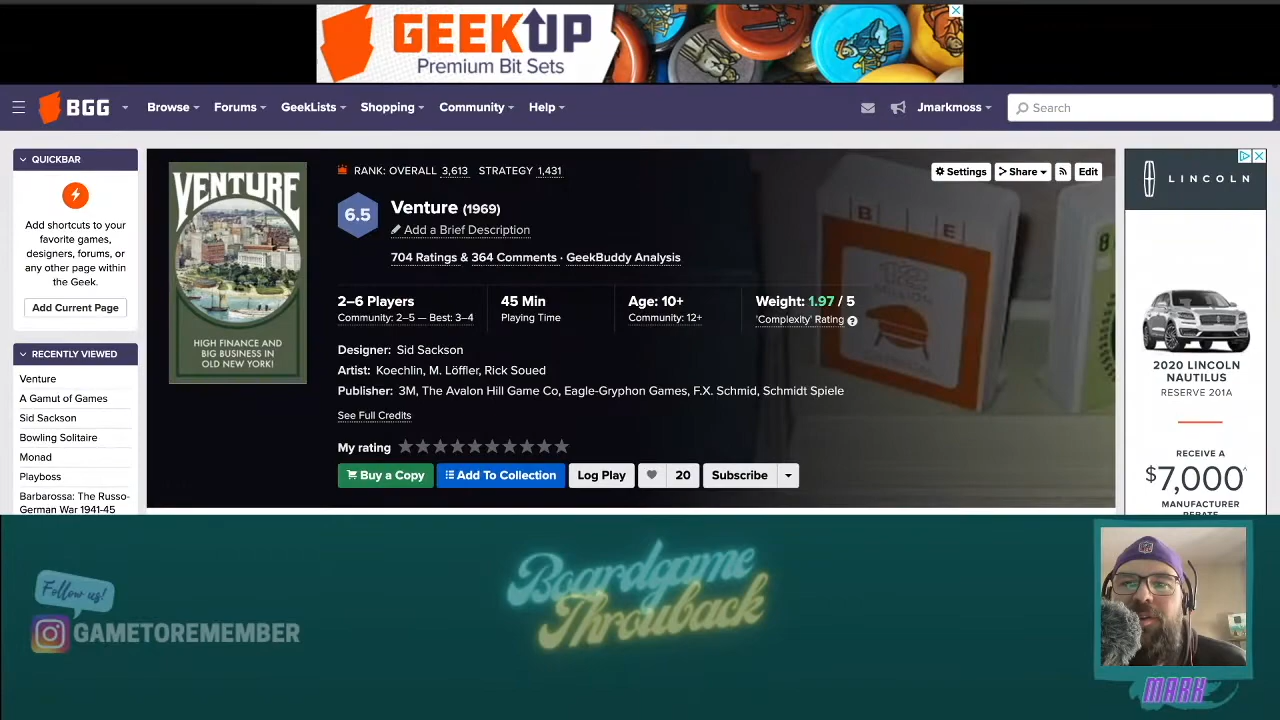 GEEKUP
Premium Bit Sets
BGG
Browse
Forums
GeekLists
Shopping
Community
Help
Jmarkmoss
Search
QUICKBAR
Add shortcuts to your
favorite games,
designers, forums, or
any other page within
the Geek.
Add Current Page
RECENTLY VIEWED
Venture
A Gamut of Games
Sid Sackson
Bowling Solitaire
Monad
Playboss
Barbarossa: The Russo-
German War 1941-45
VENTURE
HIGH FINANCE AND
BIG BUSINESS IN
OLD NEW YORK!
RANK: OVERALL 3,613 STRATEGY 1,431
Settings
Share
Edit
6.5
Venture (1969)
Add a Brief Description
704 Ratings & 364 Comments · GeekBuddy Analysis
2–6 Players
Community: 2–5 — Best: 3–4
45 Min
Playing Time
Age: 10+
Community: 12+
Weight: 1.97 / 5
'Complexity' Rating
Designer: Sid Sackson
Artist: Koechlin, M. Löffler, Rick Soued
Publisher: 3M, The Avalon Hill Game Co, Eagle-Gryphon Games, F.X. Schmid, Schmidt Spiele
See Full Credits
My rating
Buy a Copy
Add To Collection
Log Play
20
Subscribe
B
E
LINCOLN
2020 LINCOLN
NAUTILUS
RESERVE 201A
RECEIVE A
$7,000^
MANUFACTURER
REBATE
Follow us!
GAMETOREMEMBER
Boardgame
Throwback
MARK